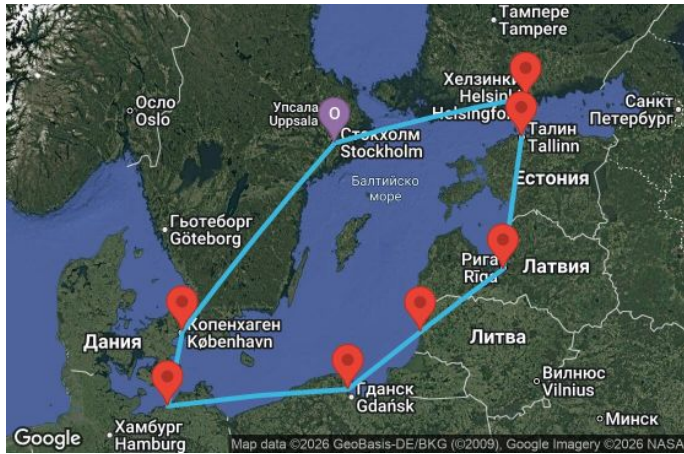 Тампере
Tampere
Осло
Oslo
Упсала
Uppsala
O
Стокхолм
Stockholm
Хелзинки
Helsinki
Helsingfors
Санкт
Петербург
Талин
Tallinn
Естония
Балтийско
море
Гьотеборг
Göteborg
Рига
Rīga
ЛАТВИЯ
Дания
Копенхаген
København
Литва
Гданск
Gdańsk
Вилнюс
Vilnius
Минск
Хамбург
Hamburg
Google
Map data ©2026 GeoBasis-DE/BKG (©2009), Google Imagery ©2026 NASA